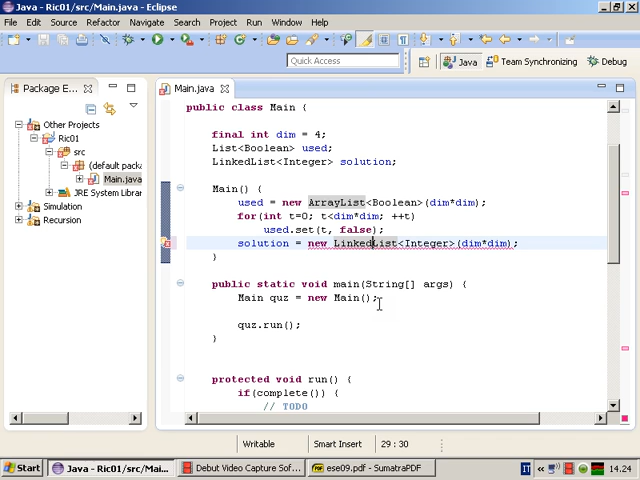 Java - Ric01/src/Main.java - Eclipse
File Edit Source Refactor Navigate Search Project Run Window Help
Quick Access
Java Team Synchronizing Debug
Package E...
Main.java
Other Projects
Ric01
src
(default packa
Main.java
JRE System Librar
Simulation
Recursion
public class Main {
final int dim = 4;
List<Boolean> used;
LinkedList<Integer> solution;
Main() {
used = new ArrayList<Boolean>(dim*dim);
for(int t=0; t<dim*dim; ++t)
used.set(t, false);
solution = new LinkedList<Integer>(dim*dim);
}
public static void main(String[] args) {
Main quz = new Main();
quz.run();
}
protected void run() {
if(complete()) {
// TODO
Writable Smart Insert 29 : 30
Start Java - Ric01/src/Mai... Debut Video Capture Sof... ese09.pdf - SumatraPDF IT 14.24